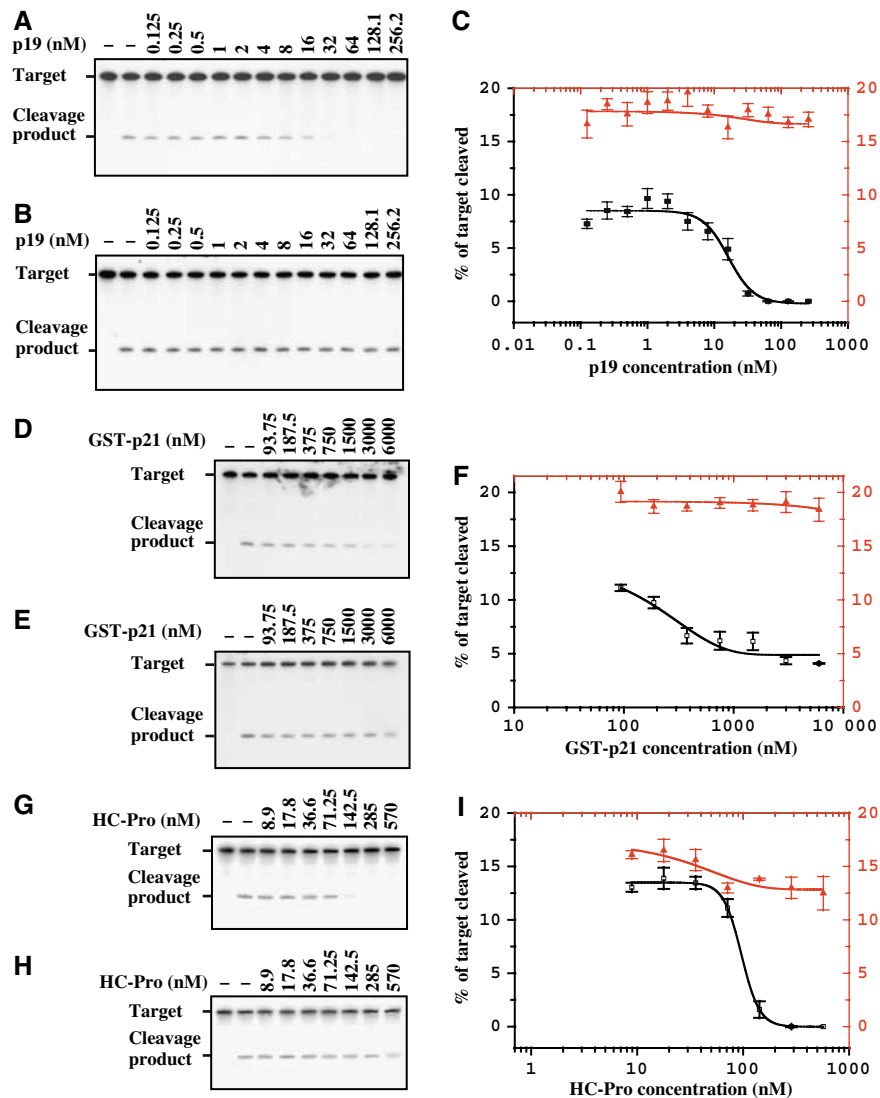 A
p19 (nM)
– – 0.125 0.25 0.5 1 2 4 8 16 32 64 128.1 256.2
Target
Cleavage
product
B
p19 (nM)
– – 0.125 0.25 0.5 1 2 4 8 16 32 64 128.1 256.2
Target
Cleavage
product
C
% of target cleaved
20 20
15 15
10 10
5 5
0 0
0.01 0.1 1 10 100 1000
p19 concentration (nM)
D
GST-p21 (nM)
– – 93.75 187.5 375 750 1500 3000 6000
Target
Cleavage
product
E
GST-p21 (nM)
– – 93.75 187.5 375 750 1500 3000 6000
Target
Cleavage
product
F
% of target cleaved
20 20
15 15
10 10
5 5
0 0
10 100 1000 10 000
GST-p21 concentration (nM)
G
HC-Pro (nM)
– – 8.9 17.8 36.6 71.25 142.5 285 570
Target
Cleavage
product
H
HC-Pro (nM)
– – 8.9 17.8 36.6 71.25 142.5 285 570
Target
Cleavage
product
I
% of target cleaved
20 20
15 15
10 10
5 5
0 0
1 10 100 1000
HC-Pro concentration (nM)